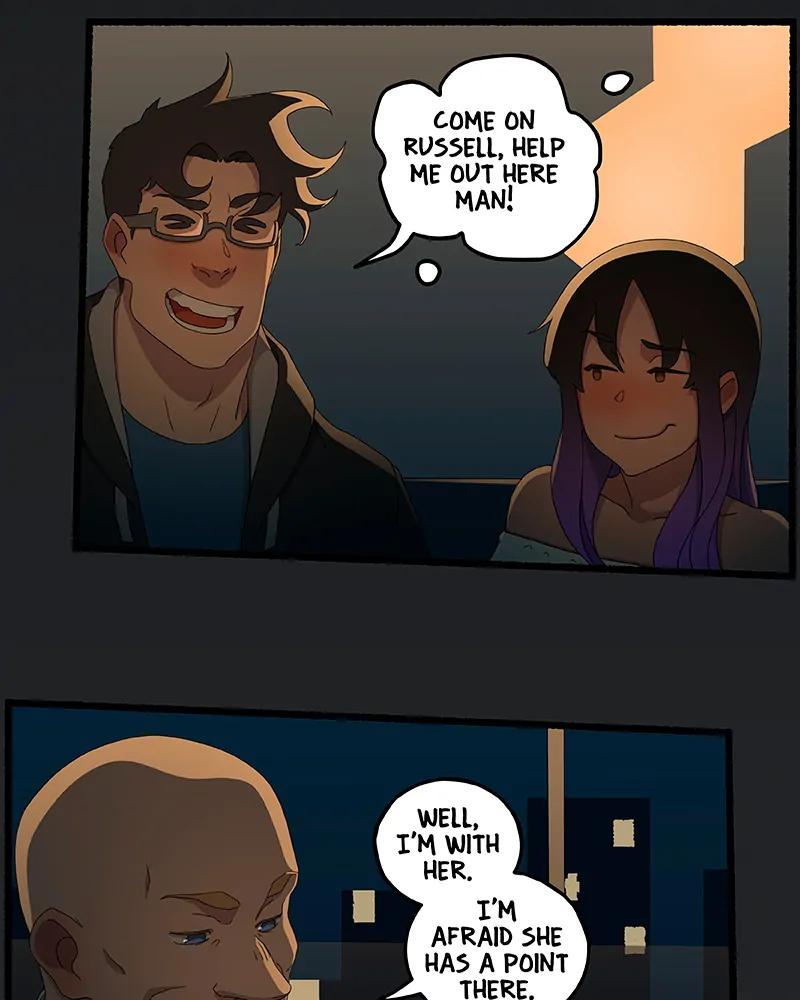 COME ON
RUSSELL, HELP
ME OUT HERE
MAN!
WELL,
I'M WITH
HER.
I'M
AFRAID SHE
HAS A POINT
THERE.